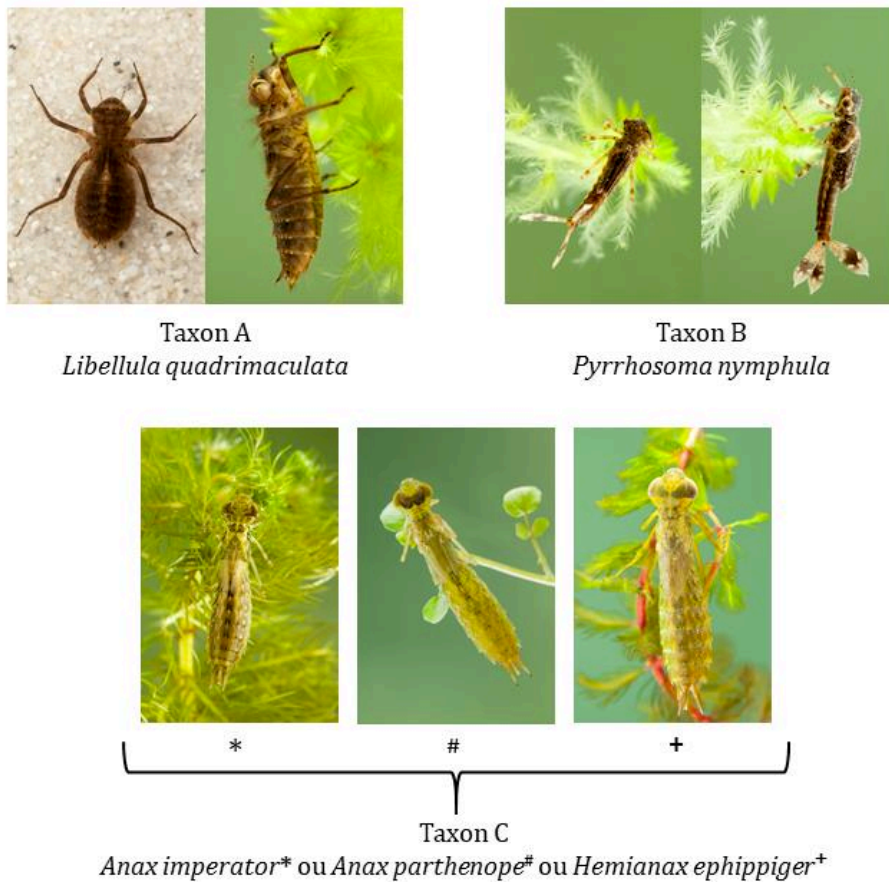 Taxon A
Libellula quadrimaculata
Taxon B
Pyrrhosoma nymphula
* # +
Taxon C
Anax imperator* ou Anax parthenope# ou Hemianax ephippiger+